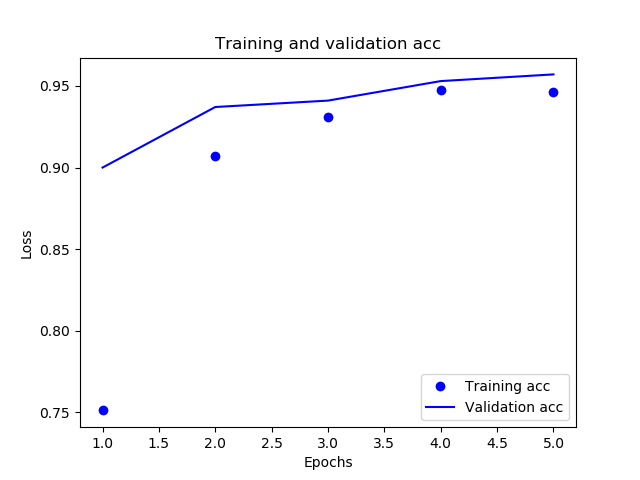 Training and validation acc
0.95
0.90
0.85
0.80
0.75
Loss
Training acc
Validation acc
1.0 1.5 2.0 2.5 3.0 3.5 4.0 4.5 5.0
Epochs